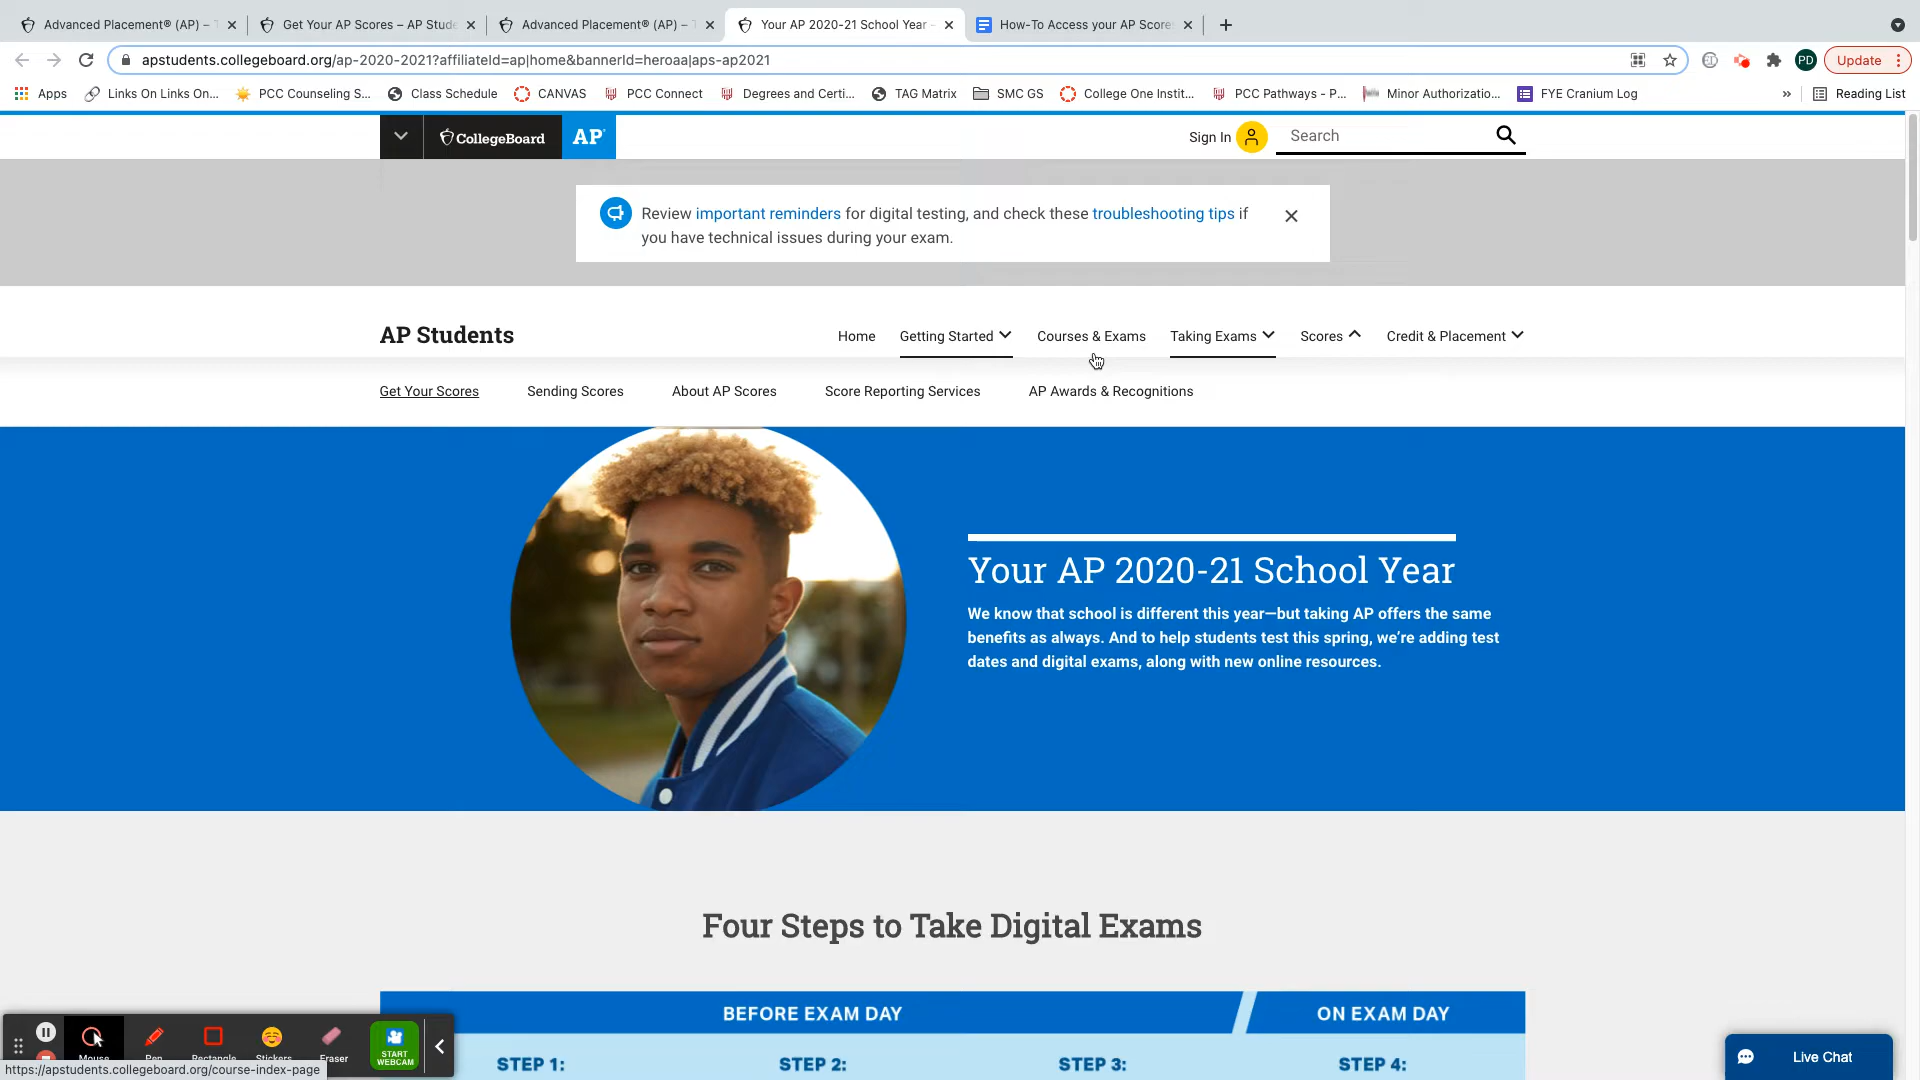 Advanced Placement® (AP) – T
Get Your AP Scores – AP Stude
Advanced Placement® (AP) – T
Your AP 2020-21 School Year –
How-To Access your AP Score
apstudents.collegeboard.org/ap-2020-2021?affiliateId=ap|home&bannerId=heroaa|aps-ap2021
PD
Update
Apps
Links On Links On...
PCC Counseling S...
Class Schedule
CANVAS
PCC Connect
Degrees and Certi...
TAG Matrix
SMC GS
College One Instit...
PCC Pathways - P...
Minor Authorizatio...
FYE Cranium Log
»
Reading List
CollegeBoard
AP®
Sign In
Search
Review important reminders for digital testing, and check these troubleshooting tips if
you have technical issues during your exam.
AP Students
Home
Getting Started
Courses & Exams
Taking Exams
Scores
Credit & Placement
Get Your Scores
Sending Scores
About AP Scores
Score Reporting Services
AP Awards & Recognitions
Your AP 2020-21 School Year
We know that school is different this year—but taking AP offers the same
benefits as always. And to help students test this spring, we’re adding test
dates and digital exams, along with new online resources.
Four Steps to Take Digital Exams
BEFORE EXAM DAY
ON EXAM DAY
STEP 1:
STEP 2:
STEP 3:
STEP 4:
Mouse
Pen
Rectangle
Stickers
Eraser
START
WEBCAM
https://apstudents.collegeboard.org/course-index-page
Live Chat